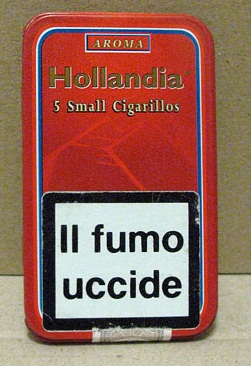 AROMA
Hollandia®
5 Small Cigarillos
Il fumo
uccide